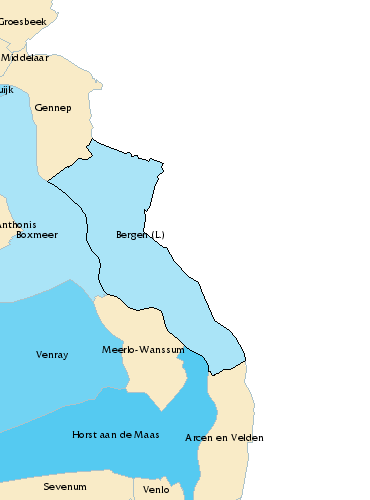 Groesbeek
Middelaar
uijk
Gennep
Anthonis
Boxmeer
Bergen (L.)
Venray
Meerlo-Wanssum
Horst aan de Maas
Arcen en Velden
Sevenum
Venlo